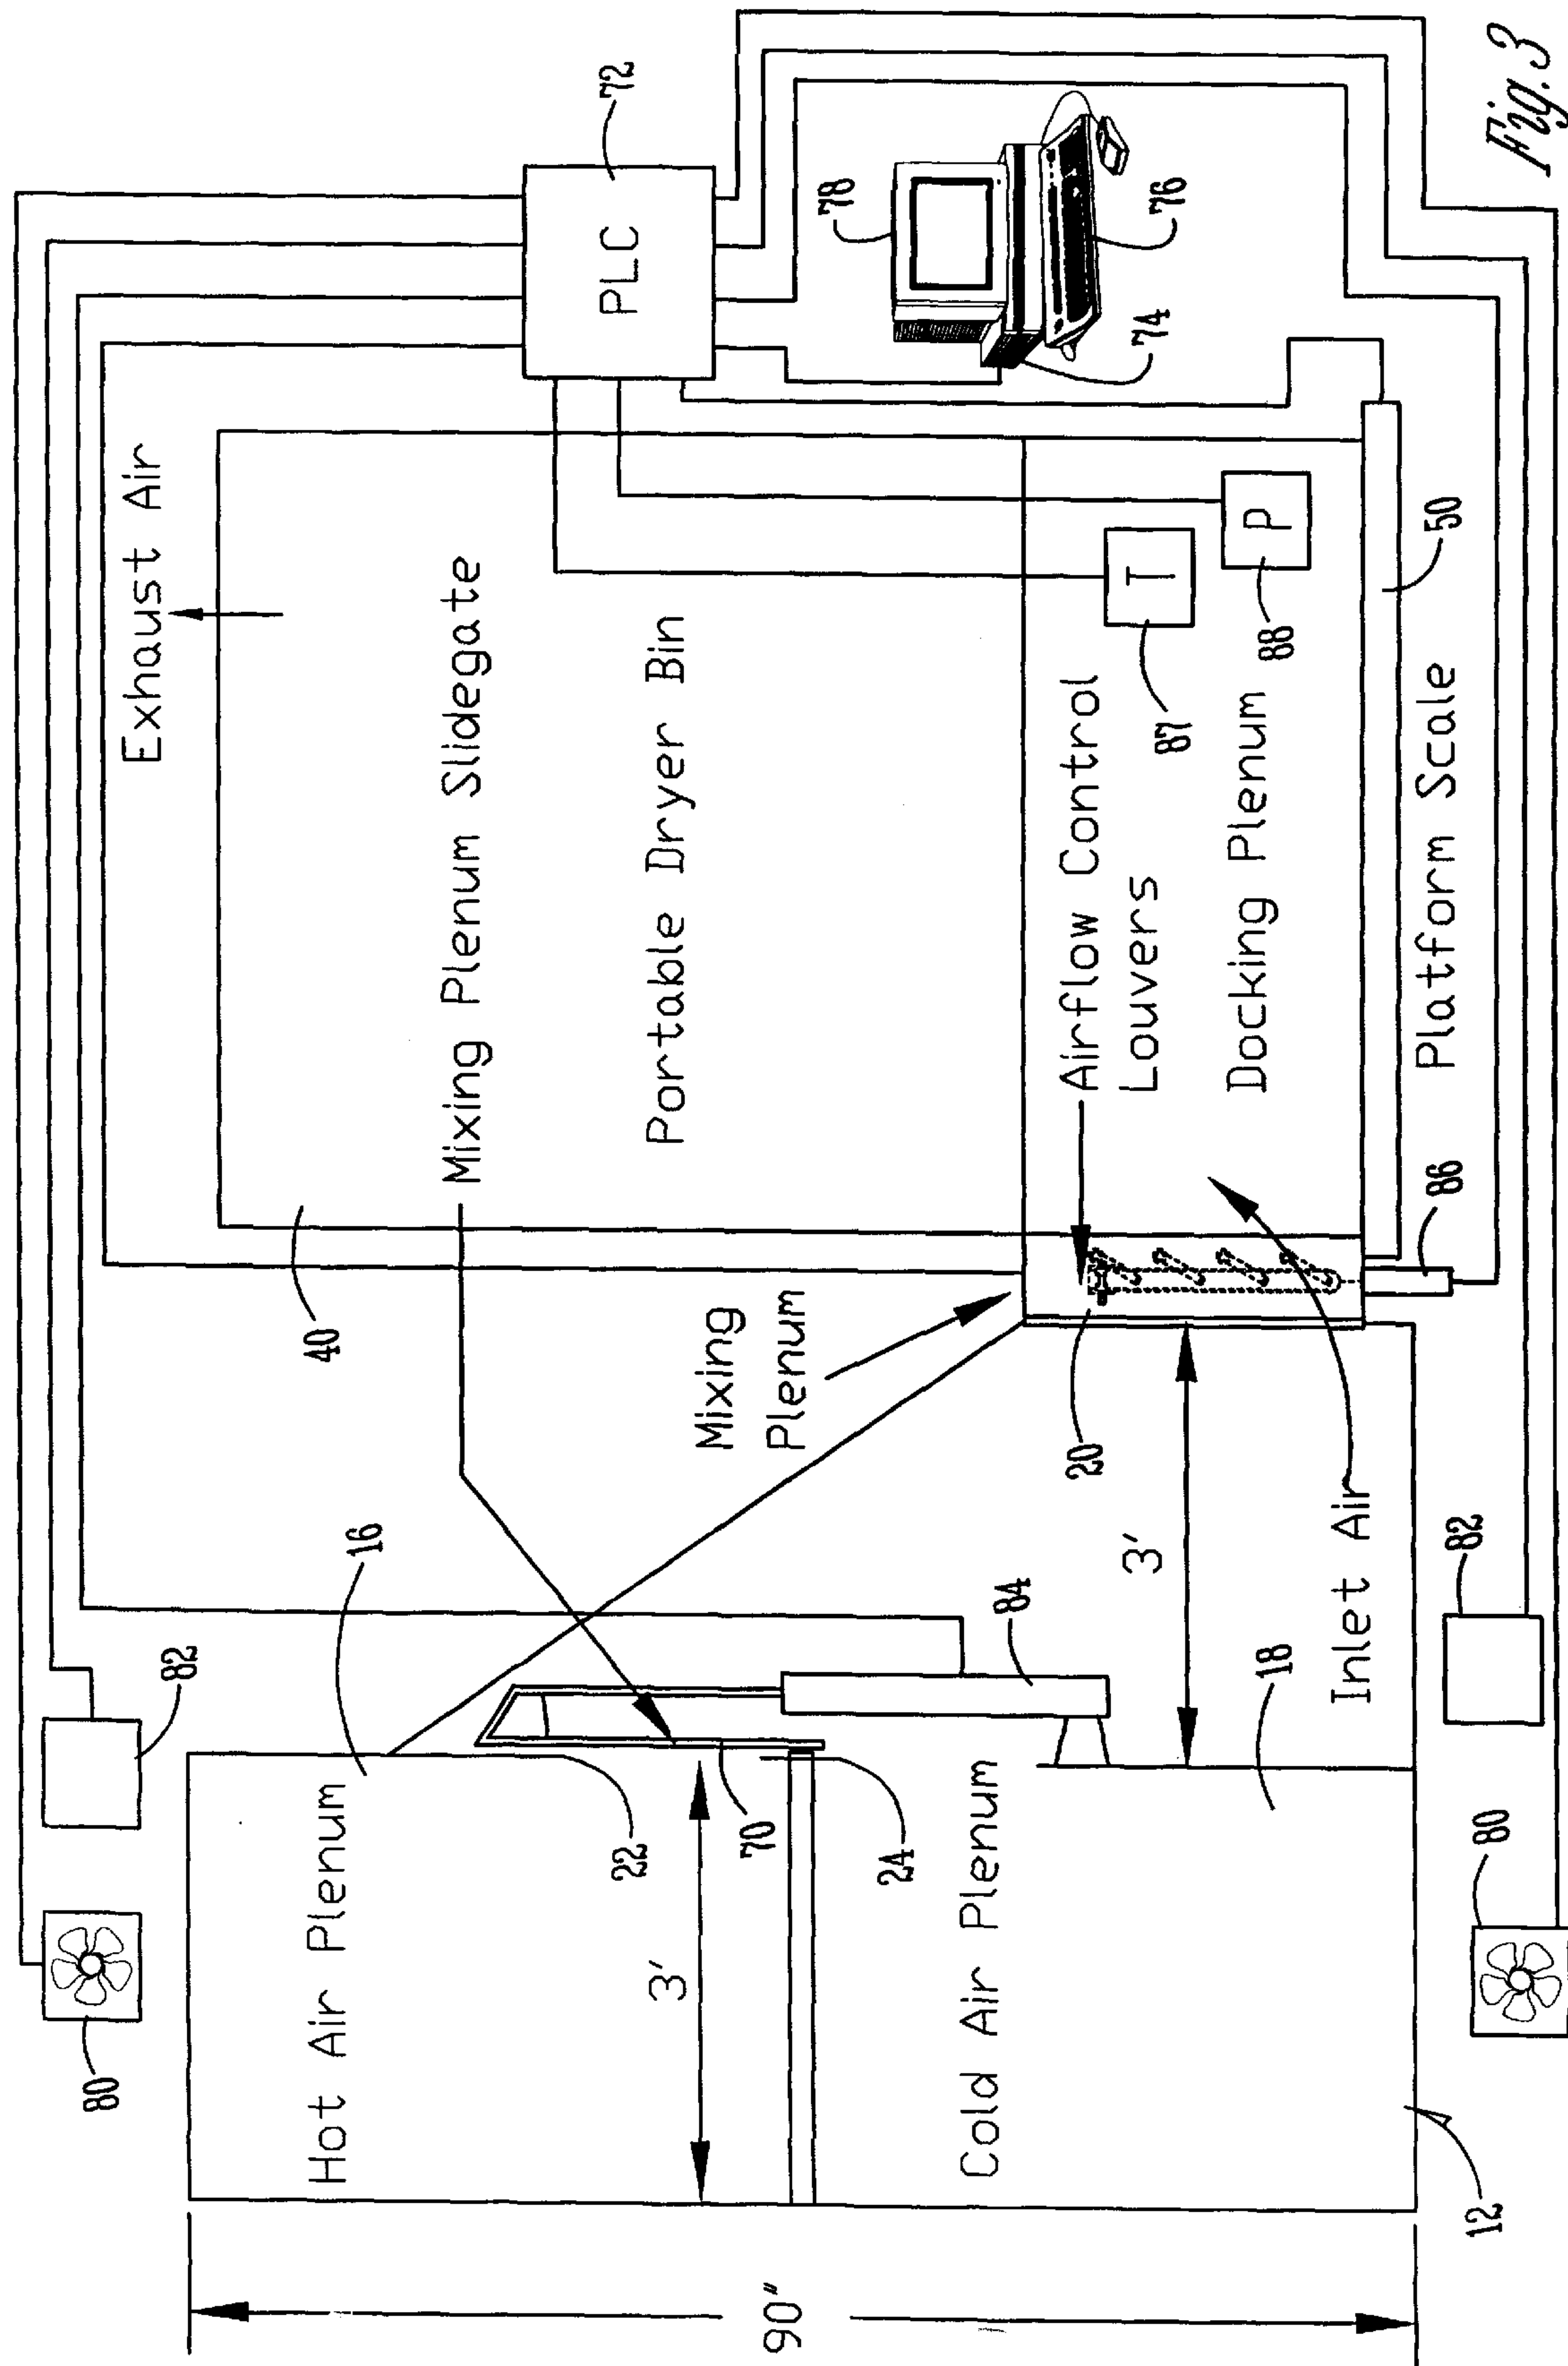 Exhaust Air
Mixing Plenum Slidegate
Portable Dryer Bin
PLC
72
78
76
74
40
Mixing
Plenum
Airflow Control
Louvers
Docking Plenum
T
87
P
88
50
Platform Scale
86
20
Inlet Air
3'
82
80
16
Hot Air Plenum
22
70
3'
24
84
Cold Air Plenum
18
82
80
12
90"
Fig. 3